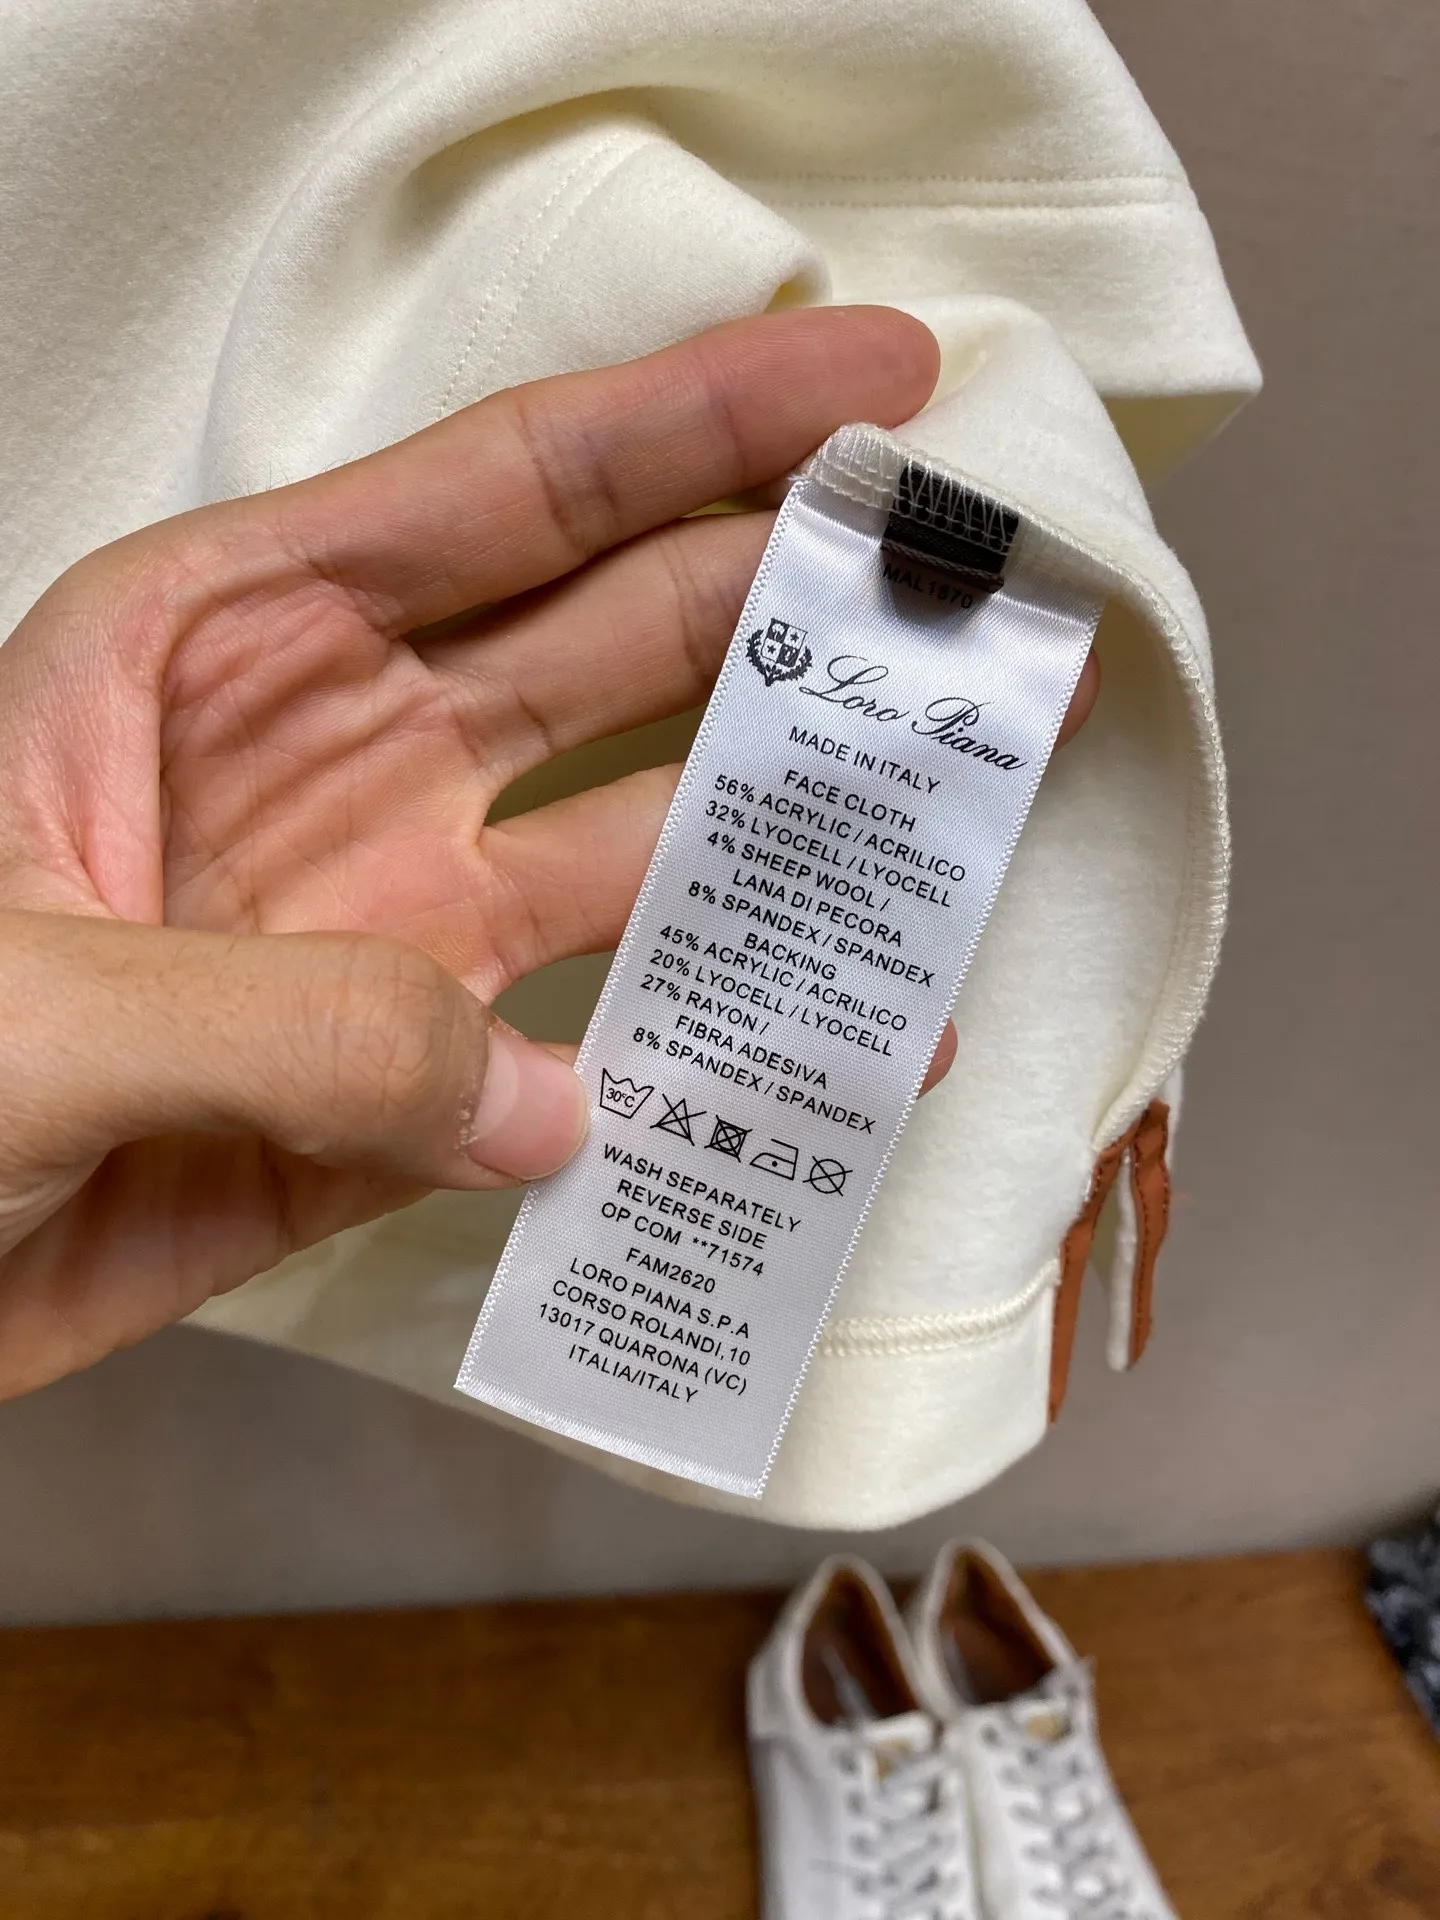 MAL1870
Loro Piana
MADE IN ITALY
FACE CLOTH
56% ACRYLIC / ACRILICO
32% LYOCELL / LYOCELL
4% SHEEP WOOL /
LANA DI PECORA
8% SPANDEX / SPANDEX
BACKING
45% ACRYLIC / ACRILICO
20% LYOCELL / LYOCELL
27% RAYON /
FIBRA ADESIVA
8% SPANDEX / SPANDEX
30°C
WASH SEPARATELY
REVERSE SIDE
OP COM **71574
FAM2620
LORO PIANA S.P.A
CORSO ROLANDI,10
13017 QUARONA (VC)
ITALIA/ITALY